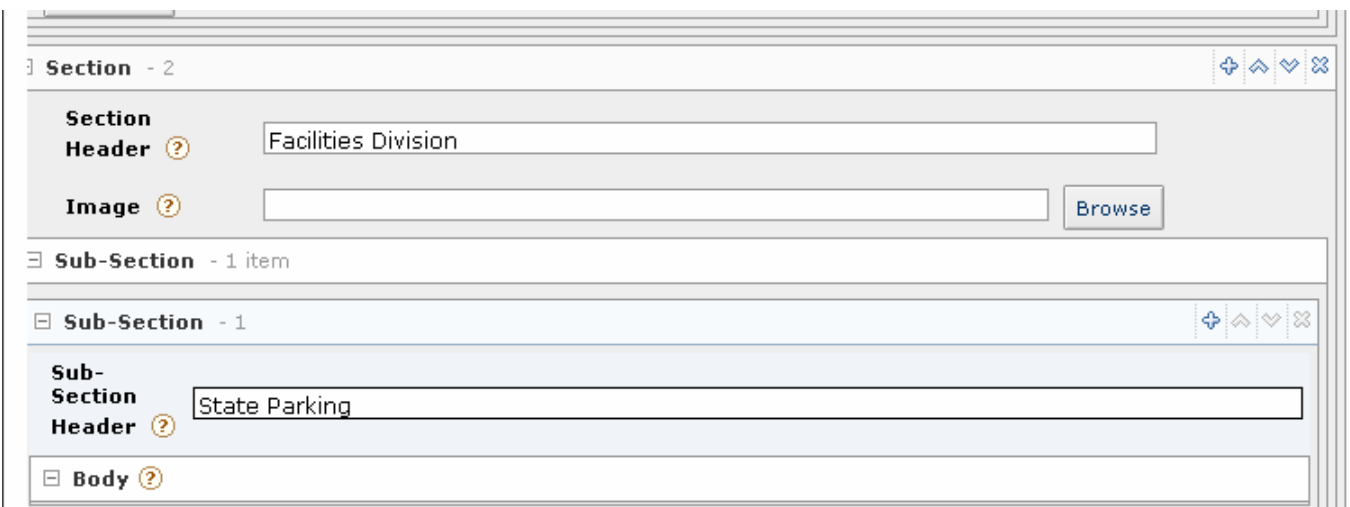 Section - 2
Section
Header ?
Facilities Division
Image ?
Browse
Sub-Section - 1 item
Sub-Section - 1
Sub-
Section
Header ?
State Parking
Body ?